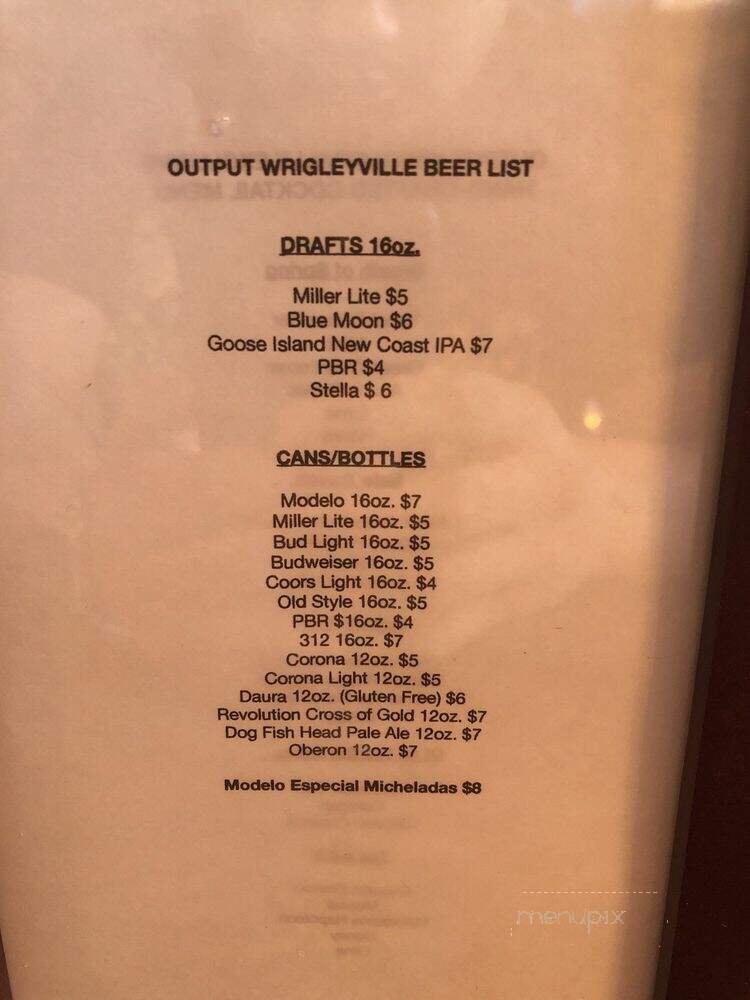 OUTPUT WRIGLEYVILLE BEER LIST
DRAFTS 16oz.
Miller Lite $5
Blue Moon $6
Goose Island New Coast IPA $7
PBR $4
Stella $ 6
CANS/BOTTLES
Modelo 16oz. $7
Miller Lite 16oz. $5
Bud Light 16oz. $5
Budweiser 16oz. $5
Coors Light 16oz. $4
Old Style 16oz. $5
PBR $16oz. $4
312 16oz. $7
Corona 12oz. $5
Corona Light 12oz. $5
Daura 12oz. (Gluten Free) $6
Revolution Cross of Gold 12oz. $7
Dog Fish Head Pale Ale 12oz. $7
Oberon 12oz. $7
Modelo Especial Micheladas $8
menupix